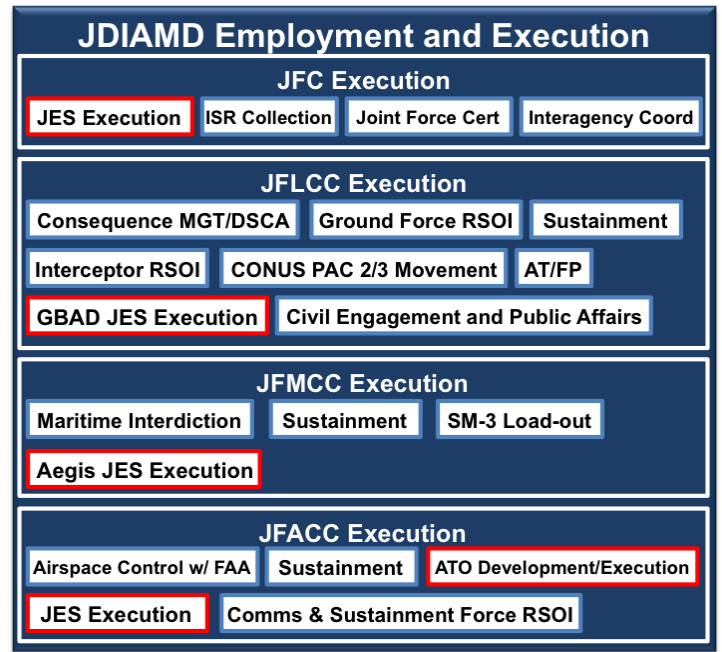 JDIAMD Employment and Execution
JFC Execution
JES Execution ISR Collection Joint Force Cert Interagency Coord
JFLCC Execution
Consequence MGT/DSCA Ground Force RSOI Sustainment
Interceptor RSOI CONUS PAC 2/3 Movement AT/FP
GBAD JES Execution Civil Engagement and Public Affairs
JFMCC Execution
Maritime Interdiction Sustainment SM-3 Load-out
Aegis JES Execution
JFACC Execution
Airspace Control w/ FAA Sustainment ATO Development/Execution
JES Execution Comms & Sustainment Force RSOI